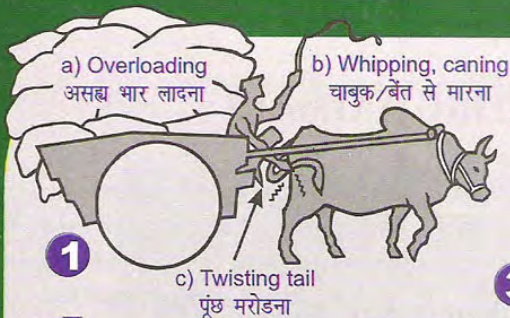 a) Overloading
असह्य भार लादना
b) Whipping, caning
चाबुक/बेंत से मारना
1
c) Twisting tail
पूंछ मरोडना